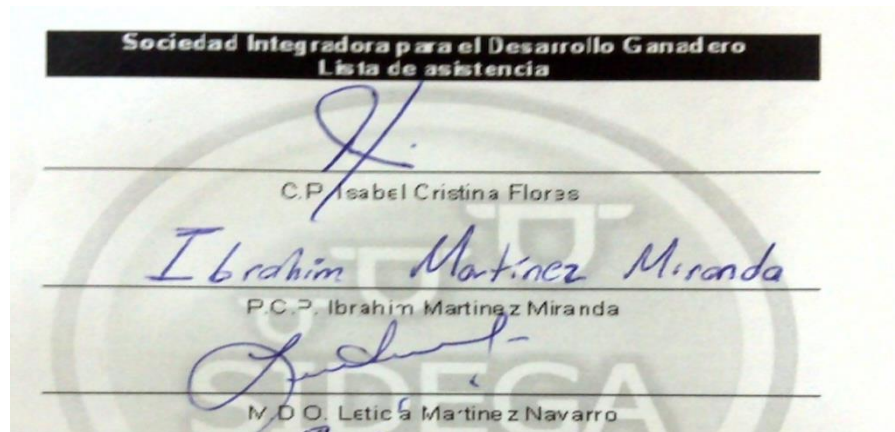 Sociedad Integradora para el Desarrollo Ganadero
Lista de asistencia
C.P. Isabel Cristina Flores
Ibrahim Martínez Miranda
P.C.P. Ibrahim Martinez Miranda
M.D.O. Leticia Martinez Navarro
SIDEGA